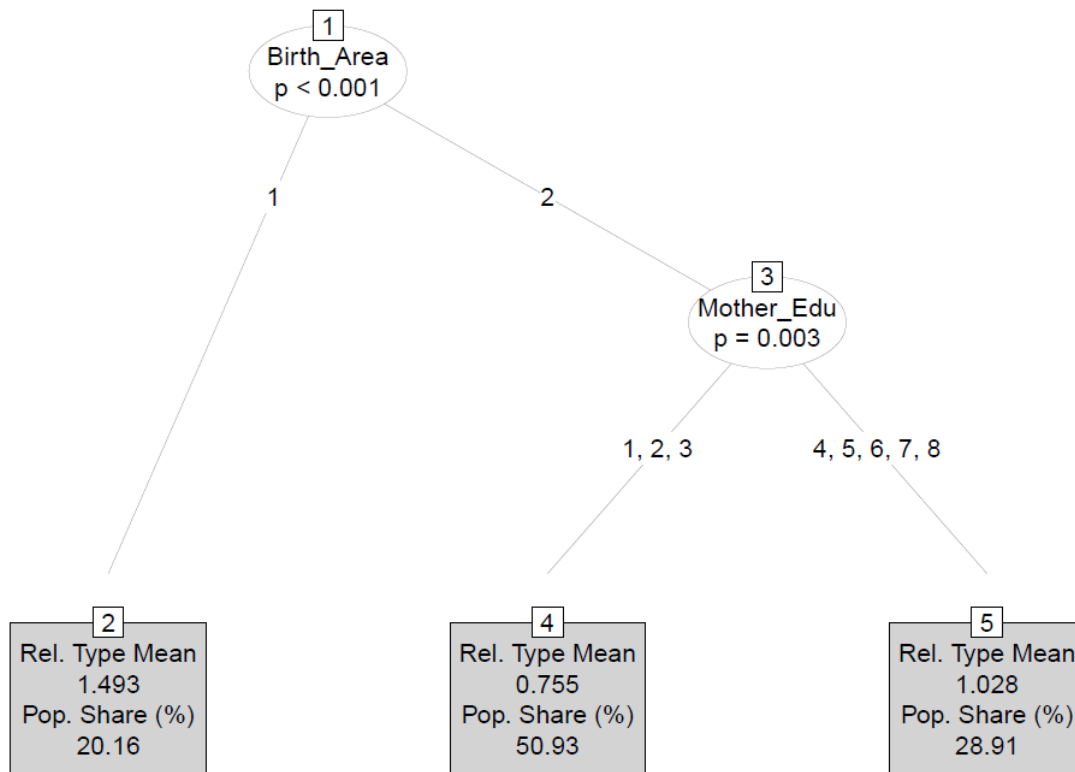 1
Birth_Area
p < 0.001
1
2
3
Mother_Edu
p = 0.003
1, 2, 3
4, 5, 6, 7, 8
2
Rel. Type Mean
1.493
Pop. Share (%)
20.16
4
Rel. Type Mean
0.755
Pop. Share (%)
50.93
5
Rel. Type Mean
1.028
Pop. Share (%)
28.91